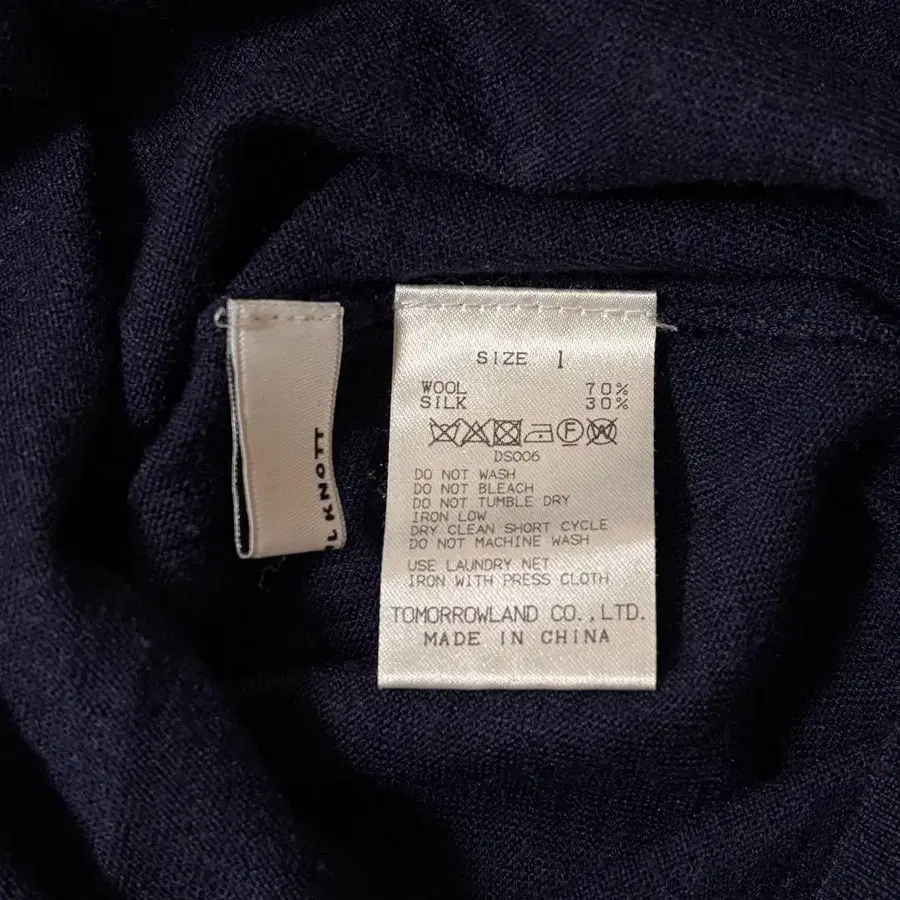 KNOTT
SIZE 1
WOOL 70%
SILK 30%
DS006
DO NOT WASH
DO NOT BLEACH
DO NOT TUMBLE DRY
IRON LOW
DRY CLEAN SHORT CYCLE
DO NOT MACHINE WASH
USE LAUNDRY NET
IRON WITH PRESS CLOTH
TOMORROWLAND CO.,LTD.
MADE IN CHINA